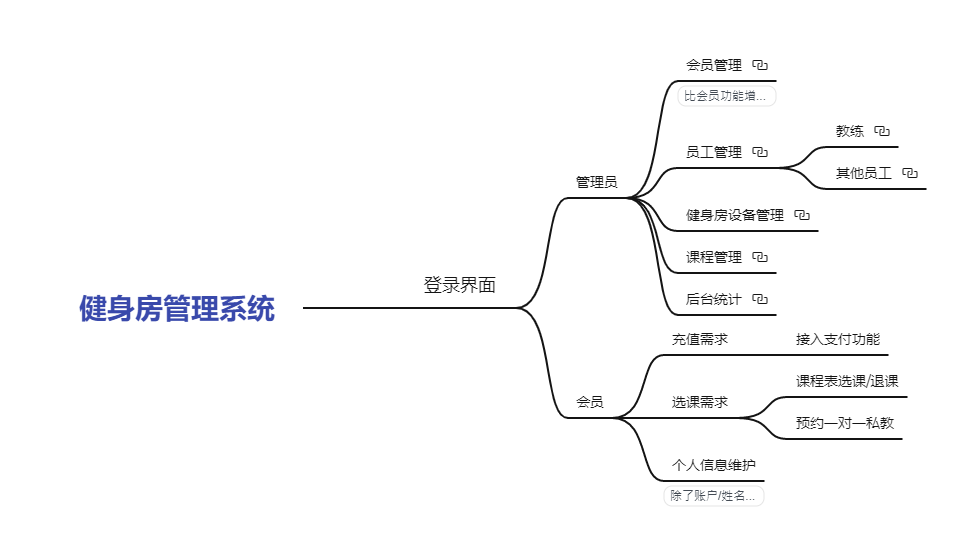 健身房管理系统
登录界面
管理员
会员管理
比会员功能增...
员工管理
教练
其他员工
健身房设备管理
课程管理
后台统计
会员
充值需求
接入支付功能
选课需求
课程表选课/退课
预约一对一私教
个人信息维护
除了账户/姓名...